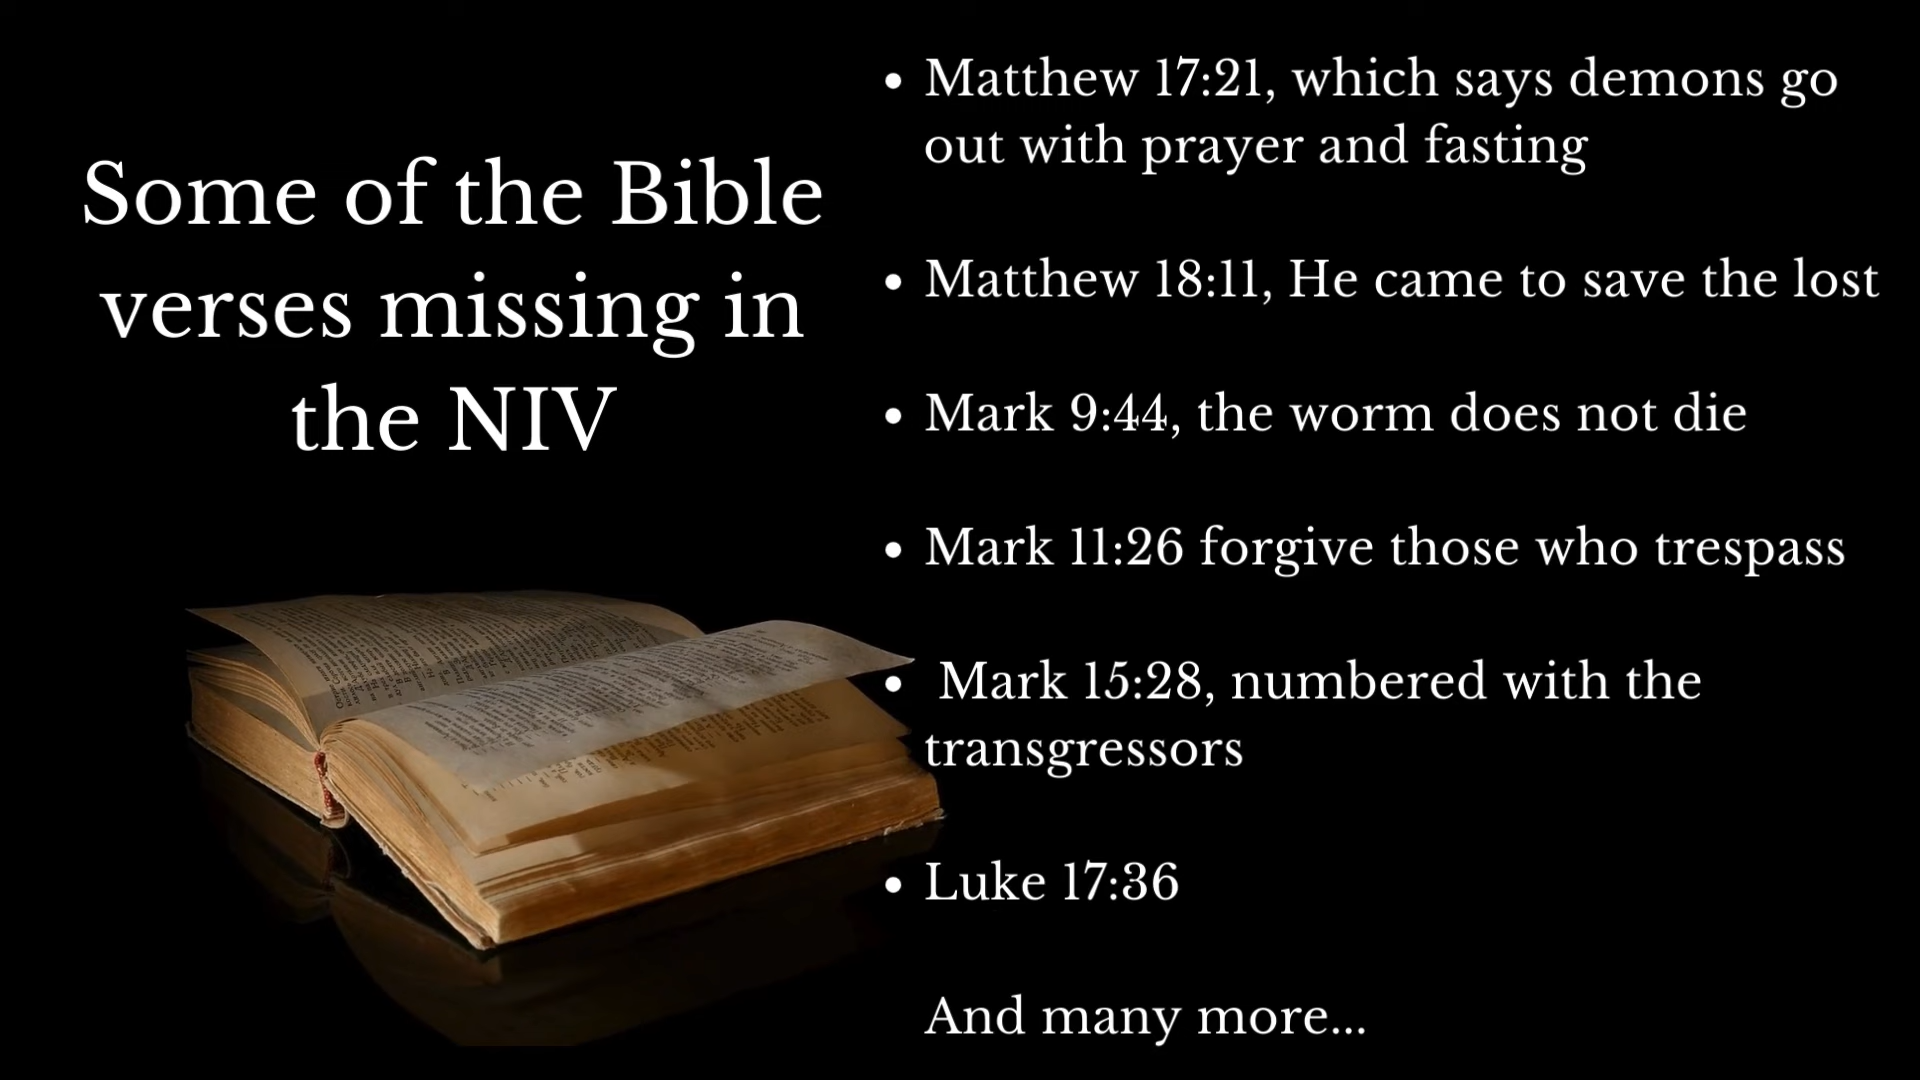 Some of the Bible
verses missing in
the NIV
• Matthew 17:21, which says demons go
out with prayer and fasting
• Matthew 18:11, He came to save the lost
• Mark 9:44, the worm does not die
• Mark 11:26 forgive those who trespass
• Mark 15:28, numbered with the
transgressors
• Luke 17:36
And many more...